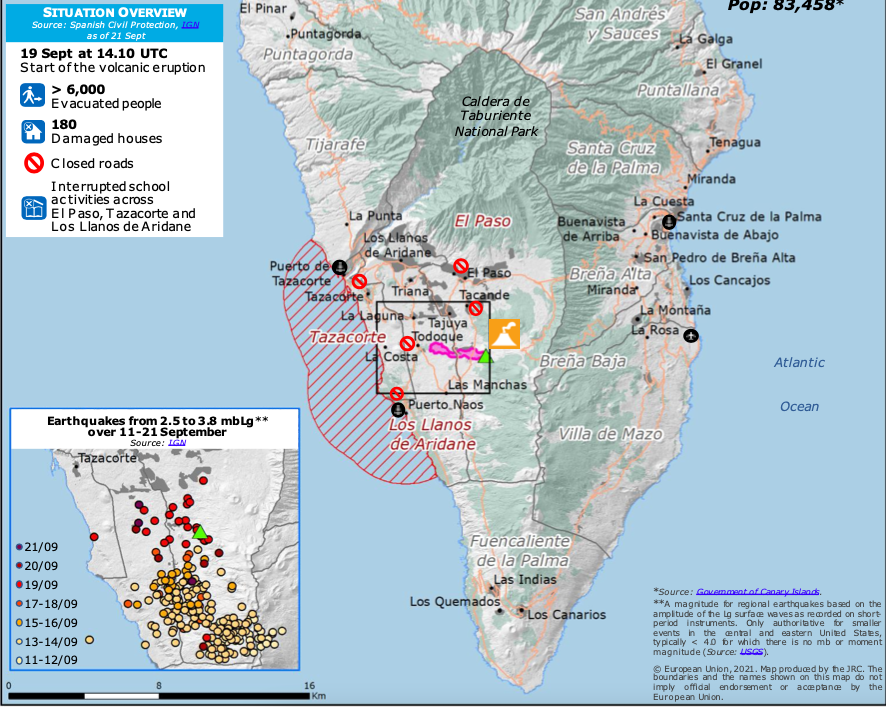 SITUATION OVERVIEW
Source: Spanish Civil Protection, IGN
as of 21 Sept
19 Sept at 14.10 UTC
Start of the volcanic eruption
> 6,000
Evacuated people
180
Damaged houses
Closed roads
Interrupted school
activities across
El Paso, Tazacorte and
Los Llanos de Aridane
Pop: 83,458*
El Pinar
Puntagorda
Puntagorda
San Andrés
y Sauces
La Galga
El Granel
Puntallana
Caldera de
Taburiente
National Park
Tijarafe
Santa Cruz
de la Palma
Tenagua
Miranda
La Cuesta
Santa Cruz de la Palma
Buenavista
de Arriba
Buenavista de Abajo
La Punta
El Paso
Los Llanos
de Aridane
San Pedro de Breña Alta
Puerto de
Tazacorte
El Paso
Breña Alta
Miranda
Los Cancajos
Tazacorte
Triana
Tacande
La Laguna
Tajuya
La Montaña
La Rosa
Tazacorte
Todoque
La Costa
Breña Baja
Atlantic
Ocean
Las Manchas
Puerto Naos
Los Llanos
de Aridane
Villa de Mazo
Fuencaliente
de la Palma
Las Indias
Los Quemados
Los Canarios
Earthquakes from 2.5 to 3.8 mbLg**
over 11-21 September
Source: IGN
Tazacorte
21/09
20/09
19/09
17-18/09
15-16/09
13-14/09
11-12/09
0 8 16
Km
*Source: Government of Canary Islands.
**A magnitude for regional earthquakes based on the
amplitude of the Lg surface waves as recorded on short-
period instruments. Only authoritative for smaller
events in the central and eastern United States,
typically < 4.0 for which there is no mb or moment
magnitude (Source: USGS).
© European Union, 2021. Map produced by the JRC. The
boundaries and the names shown on this map do not
imply official endorsement or acceptance by the
European Union.